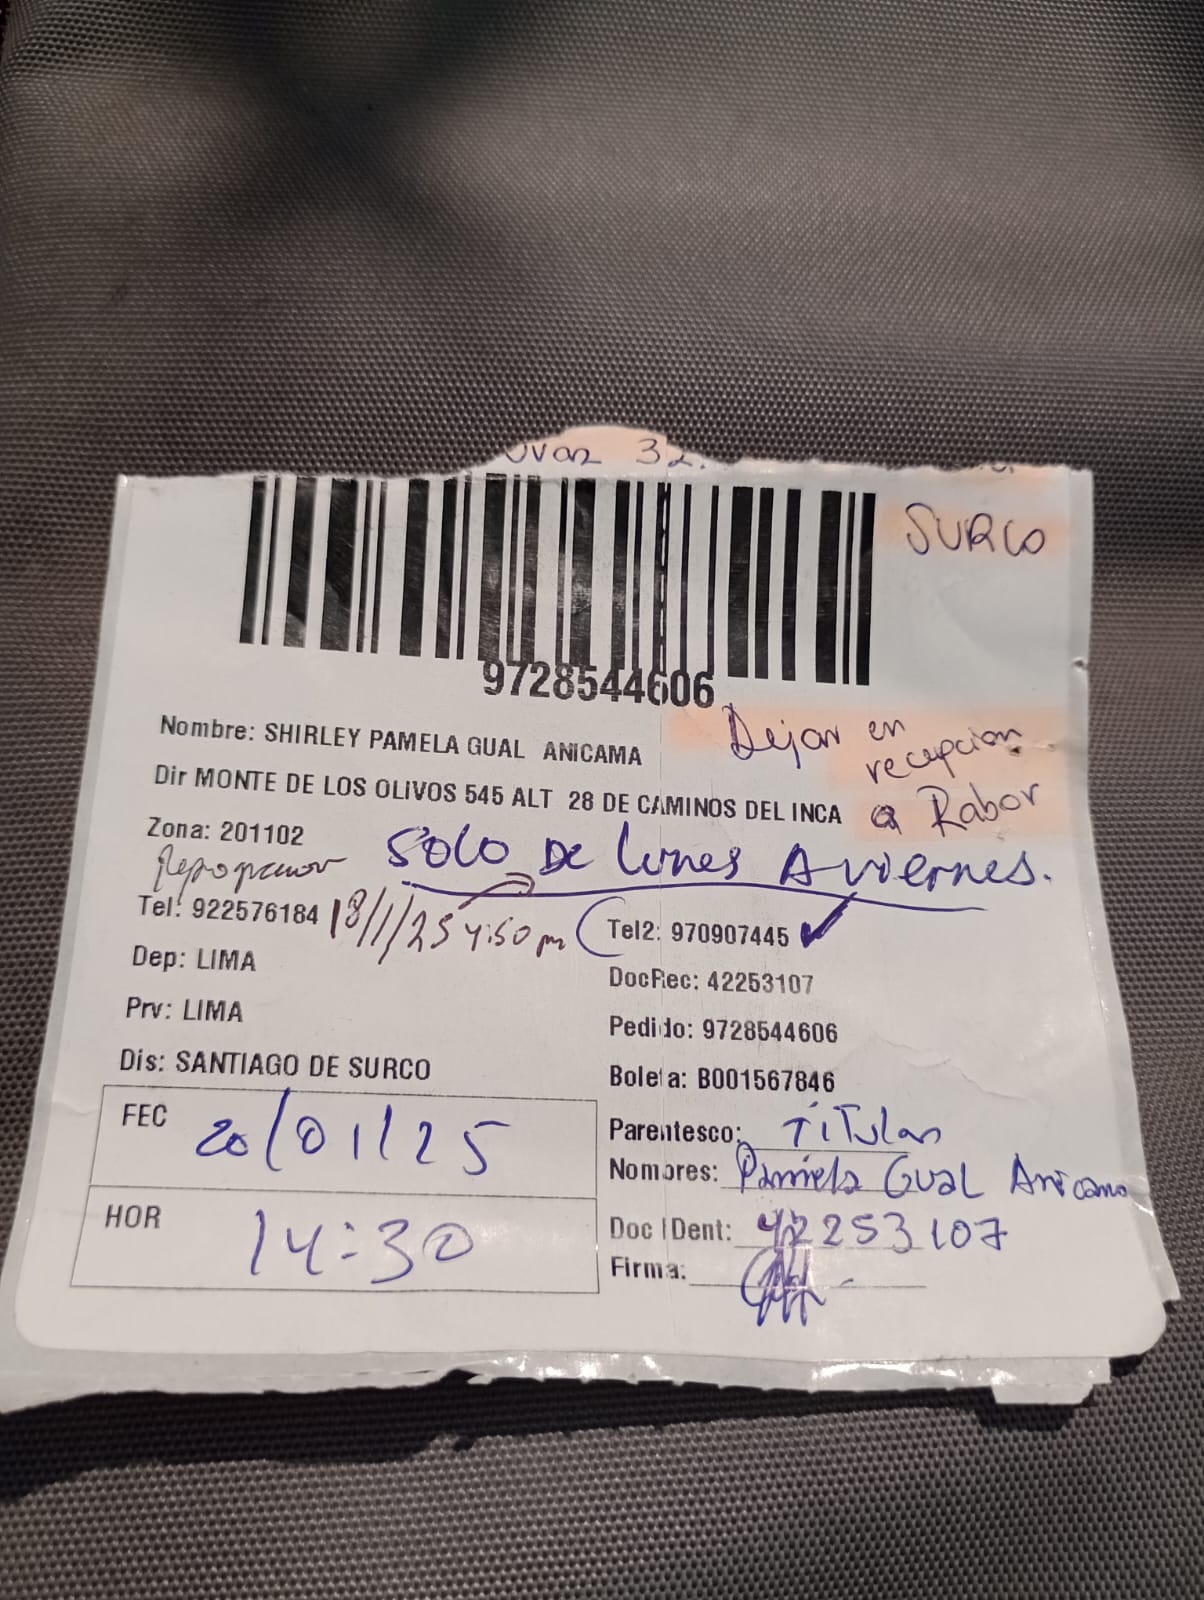 32.
SURCO
9728544606
Nombre: SHIRLEY PAMELA GUAL ANICAMA
Dejar en
recepcion
a Rabor
Dir MONTE DE LOS OLIVOS 545 ALT 28 DE CAMINOS DEL INCA
Zona: 201102
SOLO DE lunes A viernes.
Tel: 922576184 18/1/25 4:50 pm
Tel2: 970907445 ✓
Dep: LIMA
DocRec: 42253107
Prv: LIMA
Pedido: 9728544606
Dis: SANTIAGO DE SURCO
Boleta: B001567846
FEC 20/01/25
Parentesco: TiTular
Nombres: Pamela Gual Anicama
HOR 14:30
Doc IDent: 42253107
Firma: